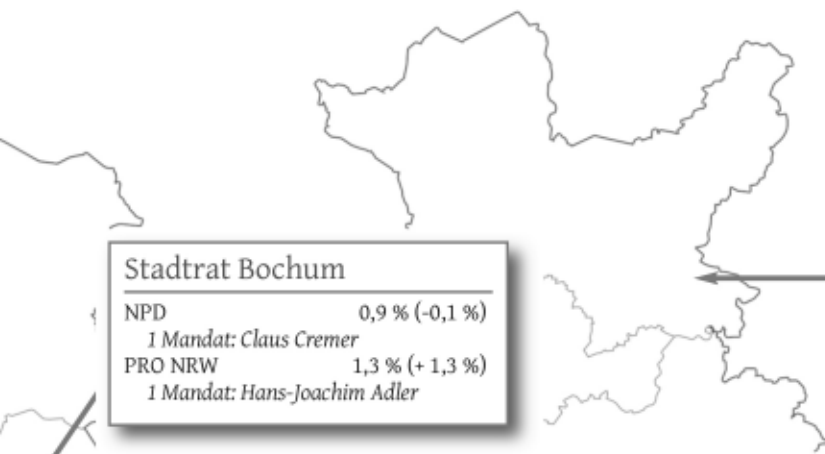 Stadtrat Bochum
NPD 0,9 % (-0,1 %)
1 Mandat: Claus Cremer
PRO NRW 1,3 % (+ 1,3 %)
1 Mandat: Hans-Joachim Adler